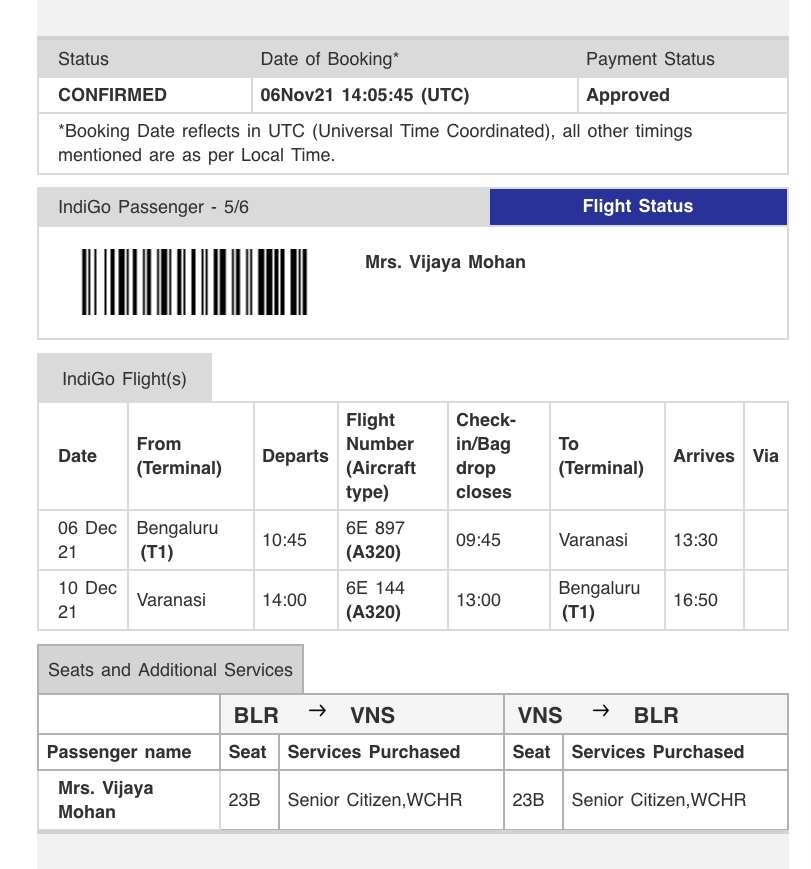 Status Date of Booking* Payment Status
CONFIRMED 06Nov21 14:05:45 (UTC) Approved
*Booking Date reflects in UTC (Universal Time Coordinated), all other timings
mentioned are as per Local Time.
IndiGo Passenger - 5/6 Flight Status
Mrs. Vijaya Mohan
IndiGo Flight(s)
Date From (Terminal) Departs Flight Number (Aircraft type) Check-in/Bag drop closes To (Terminal) Arrives Via
06 Dec 21 Bengaluru (T1) 10:45 6E 897 (A320) 09:45 Varanasi 13:30
10 Dec 21 Varanasi 14:00 6E 144 (A320) 13:00 Bengaluru (T1) 16:50
Seats and Additional Services
BLR → VNS VNS → BLR
Passenger name Seat Services Purchased Seat Services Purchased
Mrs. Vijaya Mohan 23B Senior Citizen,WCHR 23B Senior Citizen,WCHR